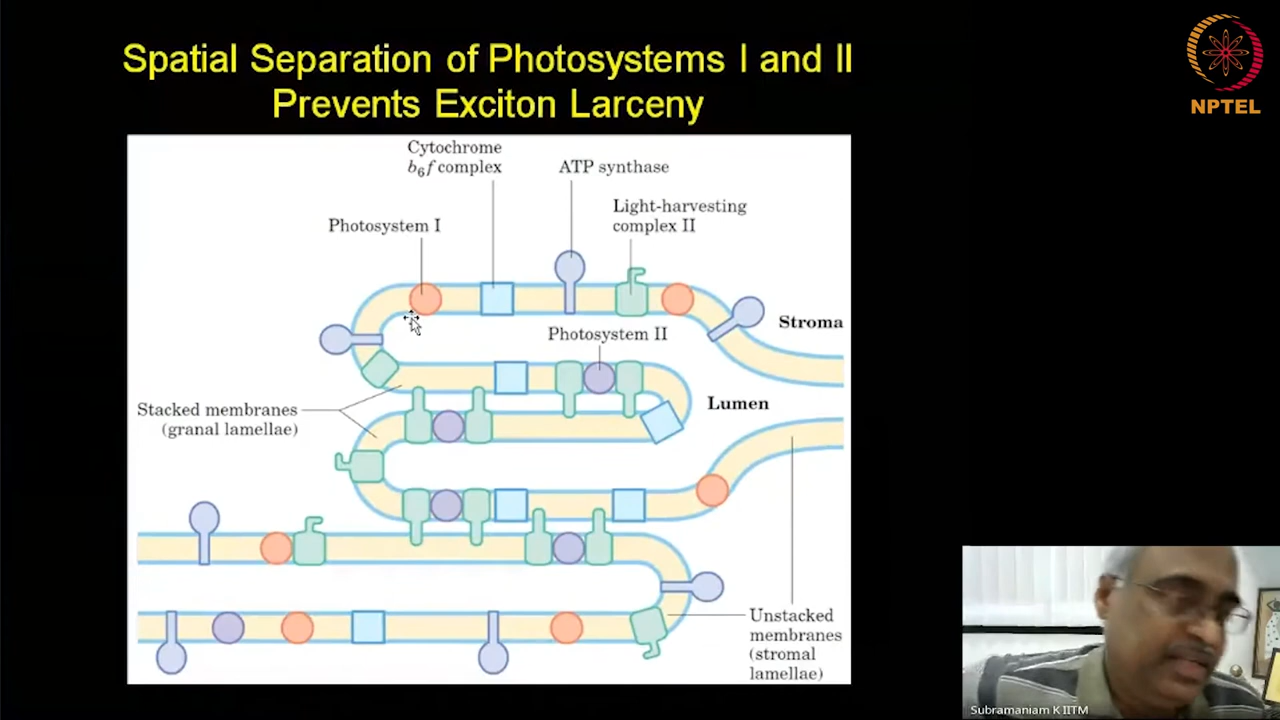 Spatial Separation of Photosystems I and II
Prevents Exciton Larceny
NPTEL
Cytochrome
b₆f complex
ATP synthase
Light-harvesting
complex II
Photosystem I
Stroma
Photosystem II
Lumen
Stacked membranes
(granal lamellae)
Unstacked
membranes
(stromal
lamellae)
Subramaniam K IITM